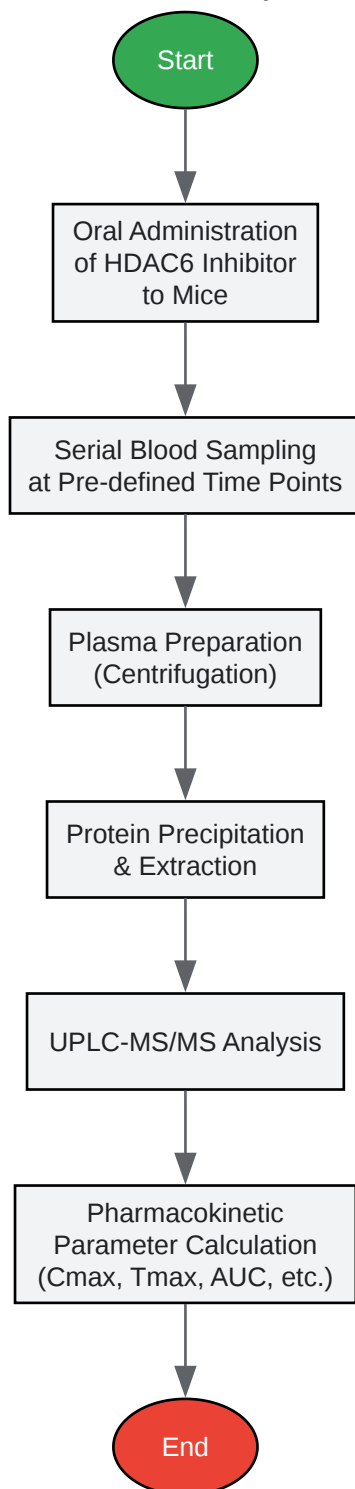 Start
Oral Administration
of HDAC6 Inhibitor
to Mice
Serial Blood Sampling
at Pre-defined Time Points
Plasma Preparation
(Centrifugation)
Protein Precipitation
& Extraction
UPLC-MS/MS Analysis
Pharmacokinetic
Parameter Calculation
(Cmax, Tmax, AUC, etc.)
End